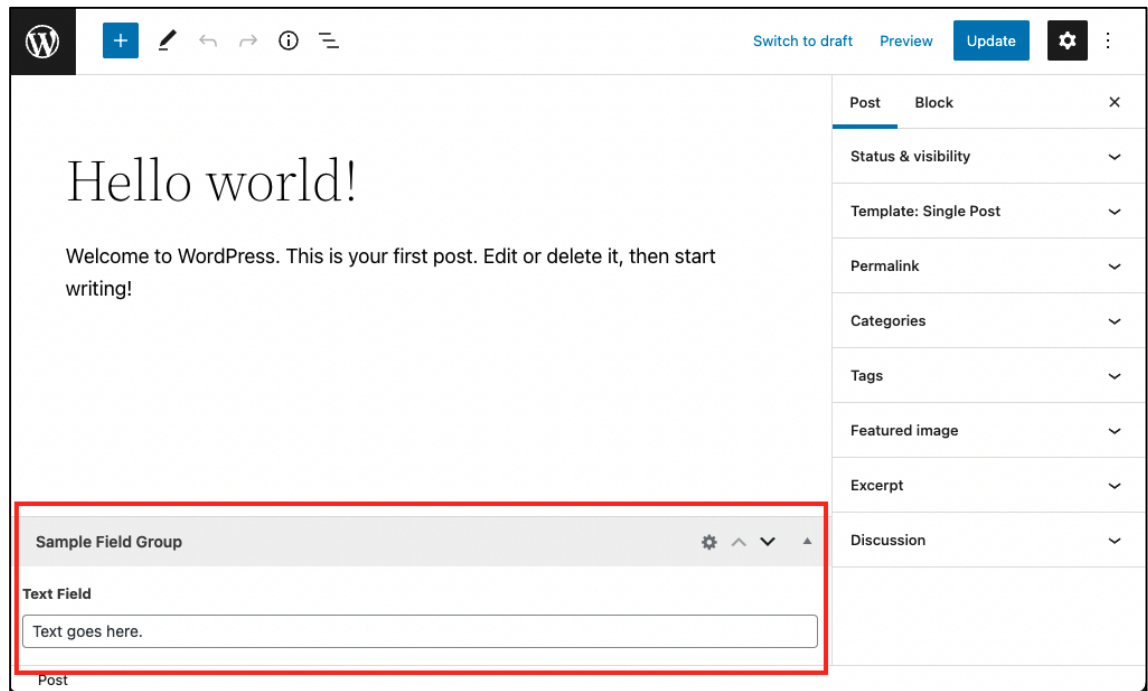 Switch to draft Preview Update
Post Block
Hello world!
Welcome to WordPress. This is your first post. Edit or delete it, then start
writing!
Status & visibility
Template: Single Post
Permalink
Categories
Tags
Featured image
Excerpt
Discussion
Sample Field Group
Text Field
Text goes here.
Post